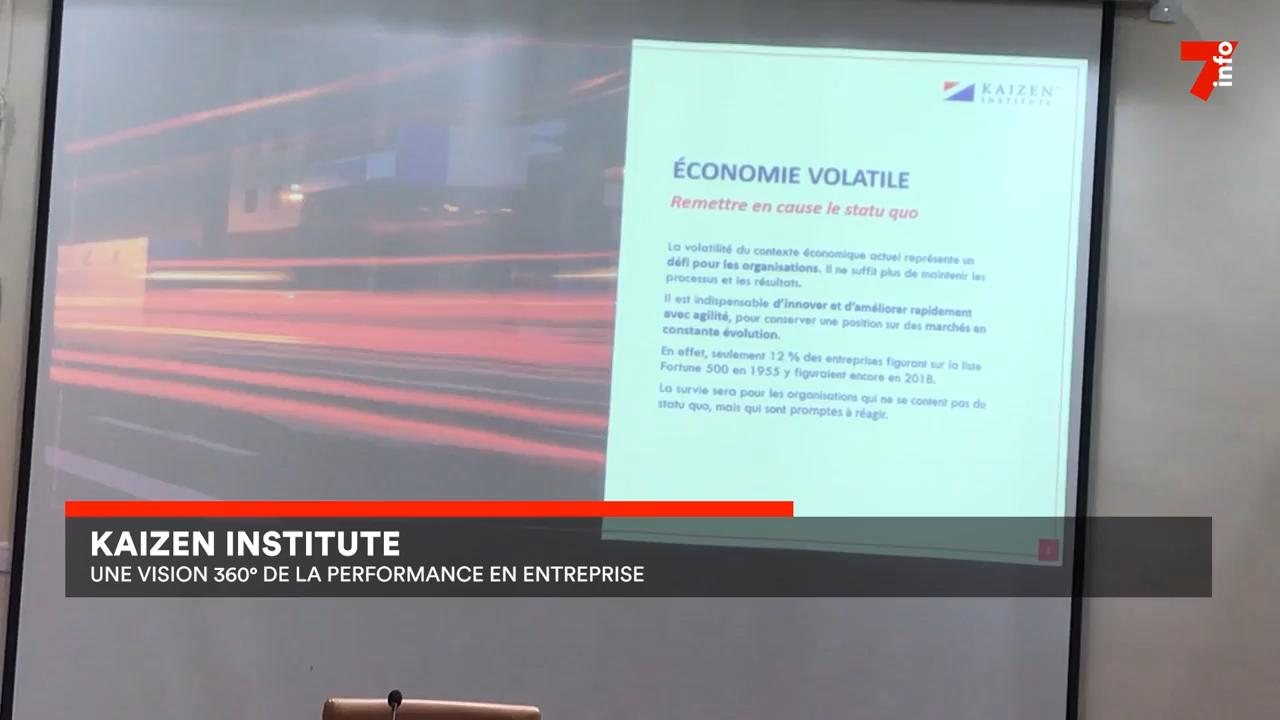 7info
KAIZEN
INSTITUTE
ÉCONOMIE VOLATILE
Remettre en cause le statu quo
La volatilité du contexte économique actuel représente un
défi pour les organisations. Il ne suffit plus de maintenir les
processus et les résultats.
Il est indispensable d'innover et d'améliorer rapidement
avec agilité, pour conserver une position sur des marchés en
constante évolution.
En effet, seulement 12 % des entreprises figurant sur la liste
Fortune 500 en 1955 y figuraient encore en 2018.
La survie sera pour les organisations qui ne se content pas du
statu quo, mais qui sont promptes à réagir.
KAIZEN INSTITUTE
UNE VISION 360° DE LA PERFORMANCE EN ENTREPRISE